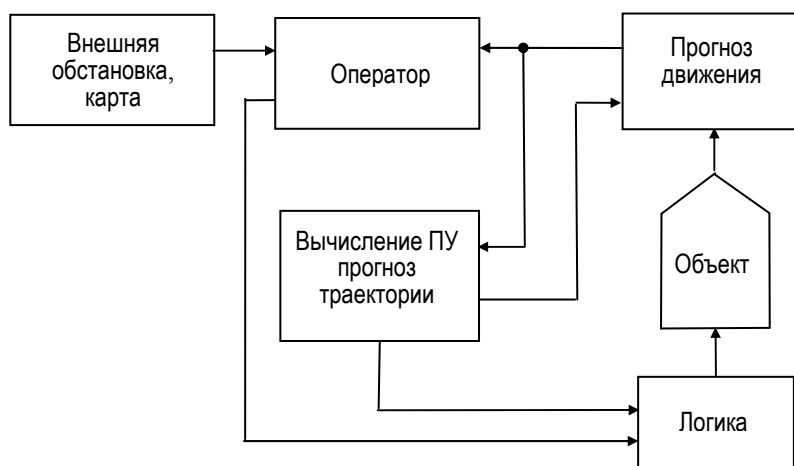 Внешняя
обстановка,
карта
Оператор
Прогноз
движения
Вычисление ПУ
прогноз
траектории
Объект
Логика